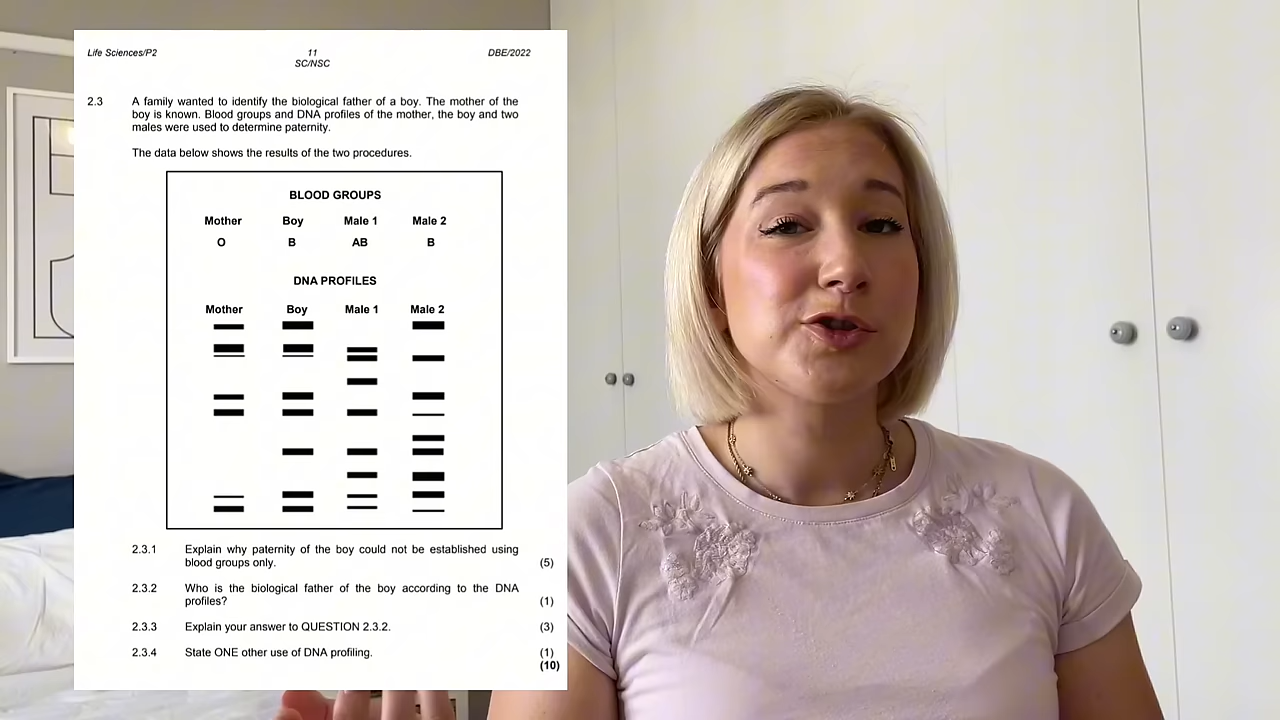 Life Sciences/P2 11 DBE/2022
SC/NSC
2.3 A family wanted to identify the biological father of a boy. The mother of the
boy is known. Blood groups and DNA profiles of the mother, the boy and two
males were used to determine paternity.
The data below shows the results of the two procedures.
BLOOD GROUPS
Mother Boy Male 1 Male 2
O B AB B
DNA PROFILES
Mother Boy Male 1 Male 2
2.3.1 Explain why paternity of the boy could not be established using
blood groups only. (5)
2.3.2 Who is the biological father of the boy according to the DNA
profiles? (1)
2.3.3 Explain your answer to QUESTION 2.3.2. (3)
2.3.4 State ONE other use of DNA profiling. (1)
(10)